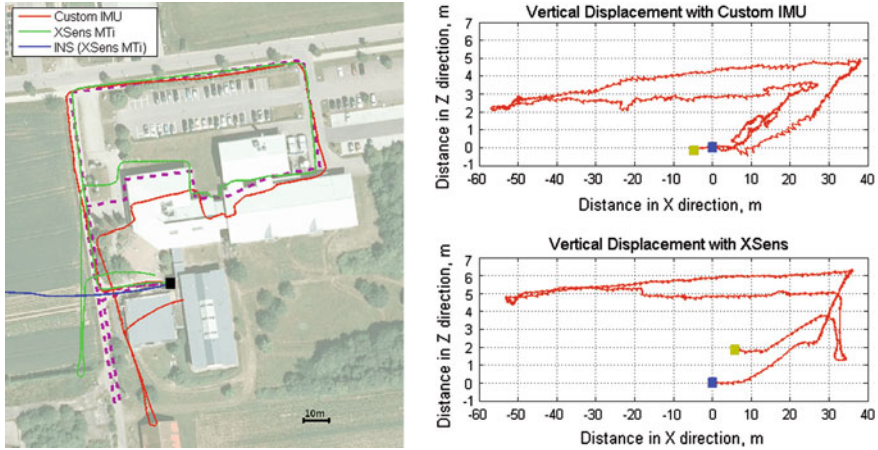 Custom IMU
XSens MTi
INS (XSens MTi)
10m
Vertical Displacement with Custom IMU
Distance in Z direction, m
7
6
5
4
3
2
1
0
-1
-60 -50 -40 -30 -20 -10 0 10 20 30 40
Distance in X direction, m
Vertical Displacement with XSens
Distance in Z direction, m
7
6
5
4
3
2
1
0
-1
-60 -50 -40 -30 -20 -10 0 10 20 30 40
Distance in X direction, m